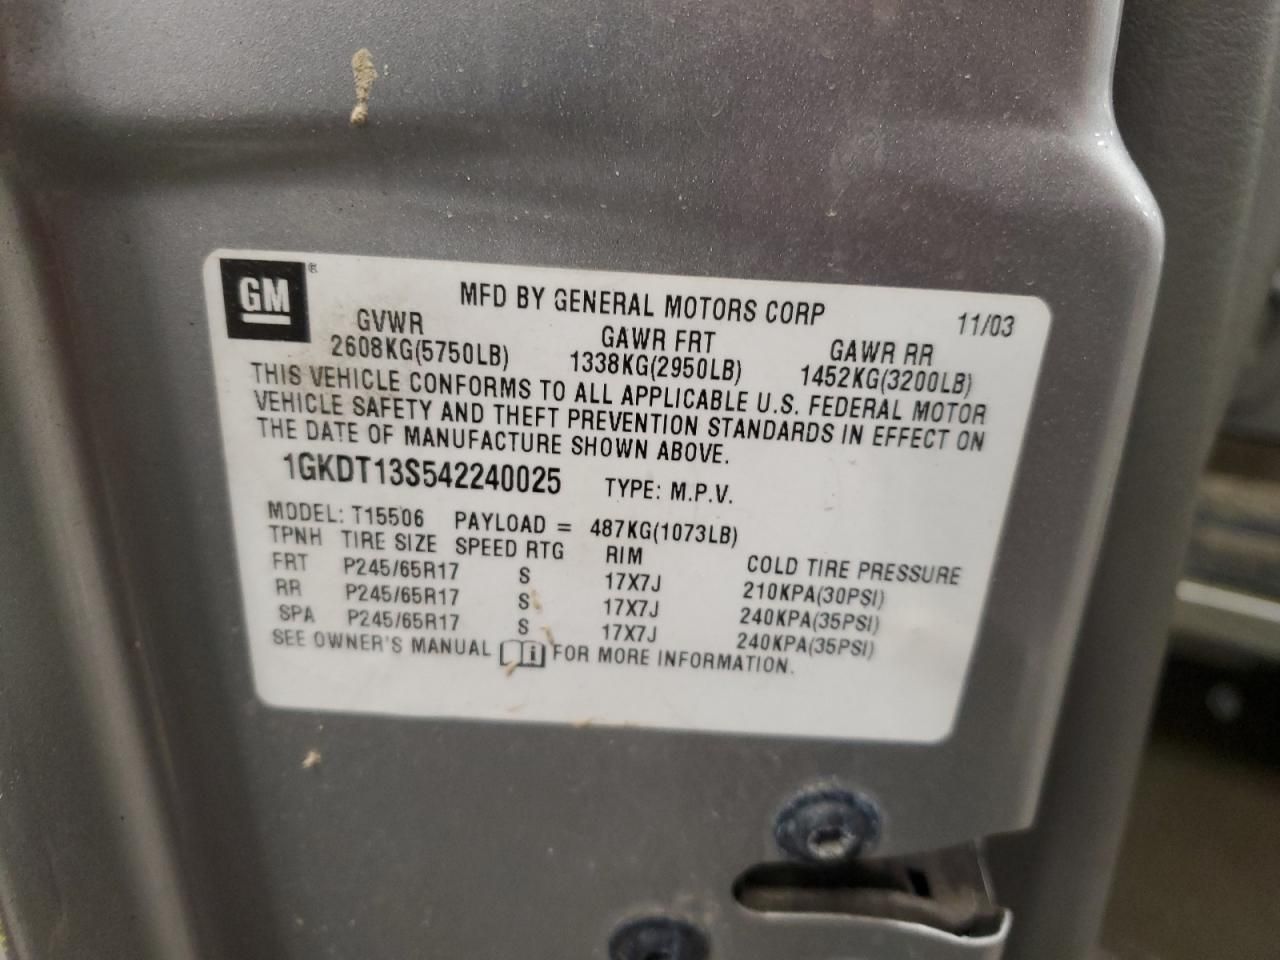 GM ®
MFD BY GENERAL MOTORS CORP 11/03
GVWR GAWR FRT GAWR RR
2608KG(5750LB) 1338KG(2950LB) 1452KG(3200LB)
THIS VEHICLE CONFORMS TO ALL APPLICABLE U.S. FEDERAL MOTOR
VEHICLE SAFETY AND THEFT PREVENTION STANDARDS IN EFFECT ON
THE DATE OF MANUFACTURE SHOWN ABOVE.
1GKDT13S542240025 TYPE: M.P.V.
MODEL: T15506 PAYLOAD = 487KG(1073LB)
TPNH TIRE SIZE SPEED RTG RIM COLD TIRE PRESSURE
FRT P245/65R17 S 17X7J 210KPA(30PSI)
RR P245/65R17 S 17X7J 240KPA(35PSI)
SPA P245/65R17 S 17X7J 240KPA(35PSI)
SEE OWNER'S MANUAL i FOR MORE INFORMATION.